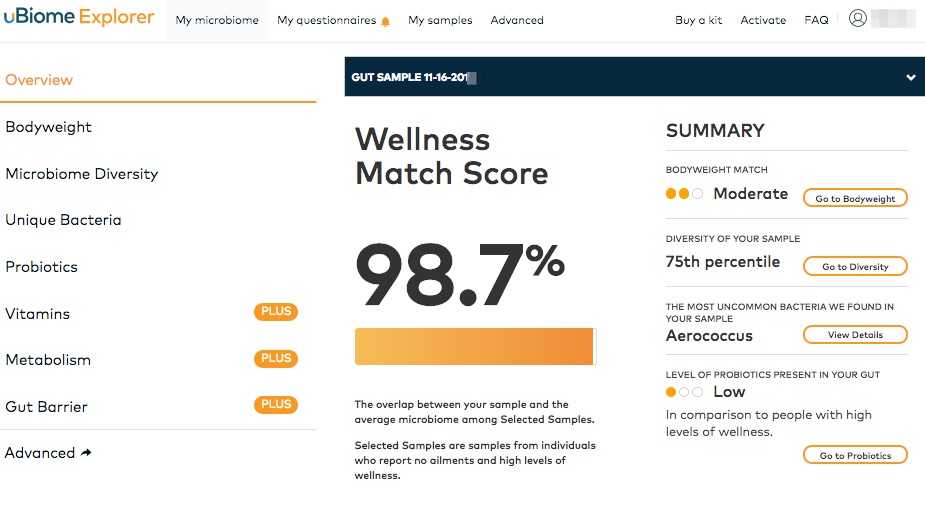 uBiome Explorer
My microbiome My questionnaires My samples Advanced Buy a kit Activate FAQ
Overview
Bodyweight
Microbiome Diversity
Unique Bacteria
Probiotics
Vitamins PLUS
Metabolism PLUS
Gut Barrier PLUS
Advanced
GUT SAMPLE 11-16-201
Wellness
Match Score
98.7%
The overlap between your sample and the
average microbiome among Selected Samples.
Selected Samples are samples from individuals
who report no ailments and high levels of
wellness.
SUMMARY
BODYWEIGHT MATCH
Moderate Go to Bodyweight
DIVERSITY OF YOUR SAMPLE
75th percentile Go to Diversity
THE MOST UNCOMMON BACTERIA WE FOUND IN
YOUR SAMPLE
Aerococcus View Details
LEVEL OF PROBIOTICS PRESENT IN YOUR GUT
Low
In comparison to people with high
levels of wellness.
Go to Probiotics